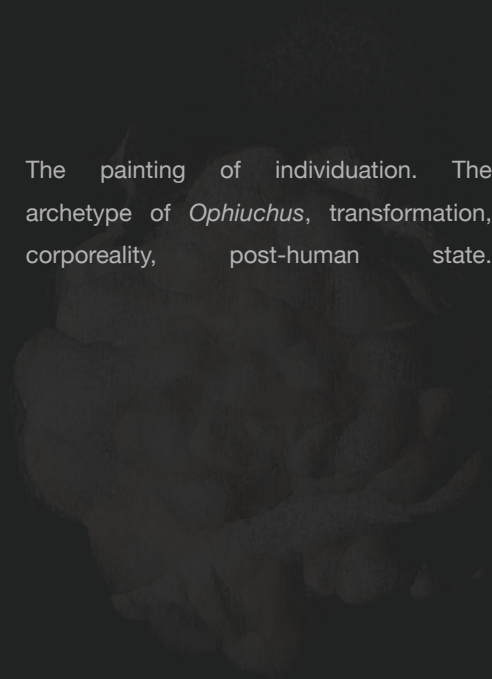 The painting of individuation. The
archetype of Ophiuchus, transformation,
corporeality, post-human state.